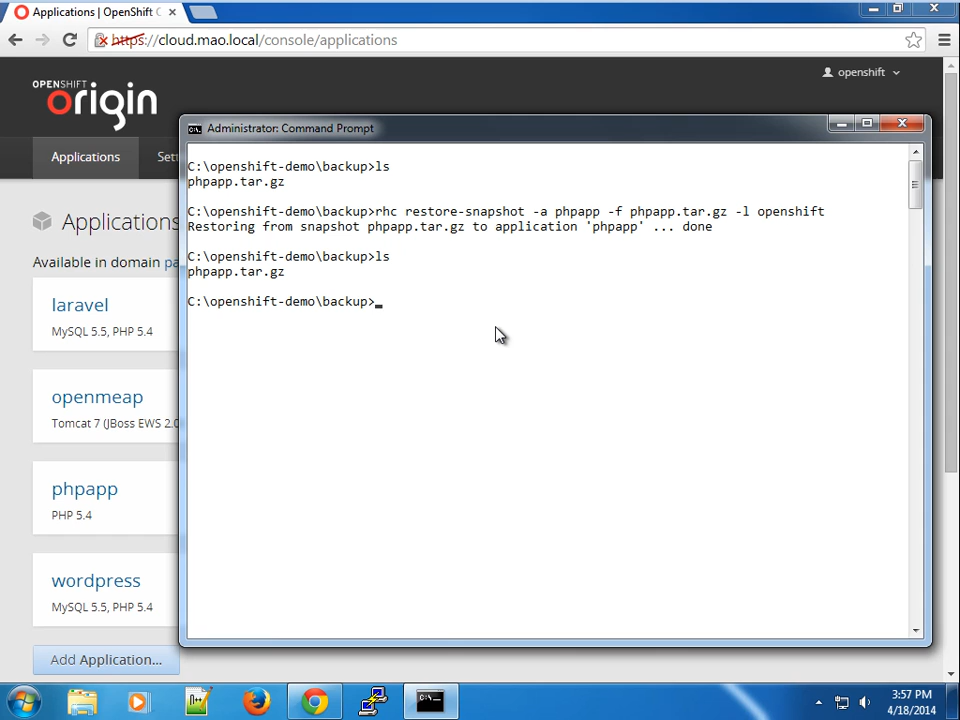 Applications | OpenShift C
https://cloud.mao.local/console/applications
OPENSHIFT
origin
openshift
Applications
Sett
Administrator: Command Prompt
C:\openshift-demo\backup>ls
phpapp.tar.gz
C:\openshift-demo\backup>rhc restore-snapshot -a phpapp -f phpapp.tar.gz -l openshift
Restoring from snapshot phpapp.tar.gz to application 'phpapp' ... done
C:\openshift-demo\backup>ls
phpapp.tar.gz
C:\openshift-demo\backup>
Applications
Available in domain pa
laravel
MySQL 5.5, PHP 5.4
openmeap
Tomcat 7 (JBoss EWS 2.0
phpapp
PHP 5.4
wordpress
MySQL 5.5, PHP 5.4
Add Application...
3:57 PM
4/18/2014